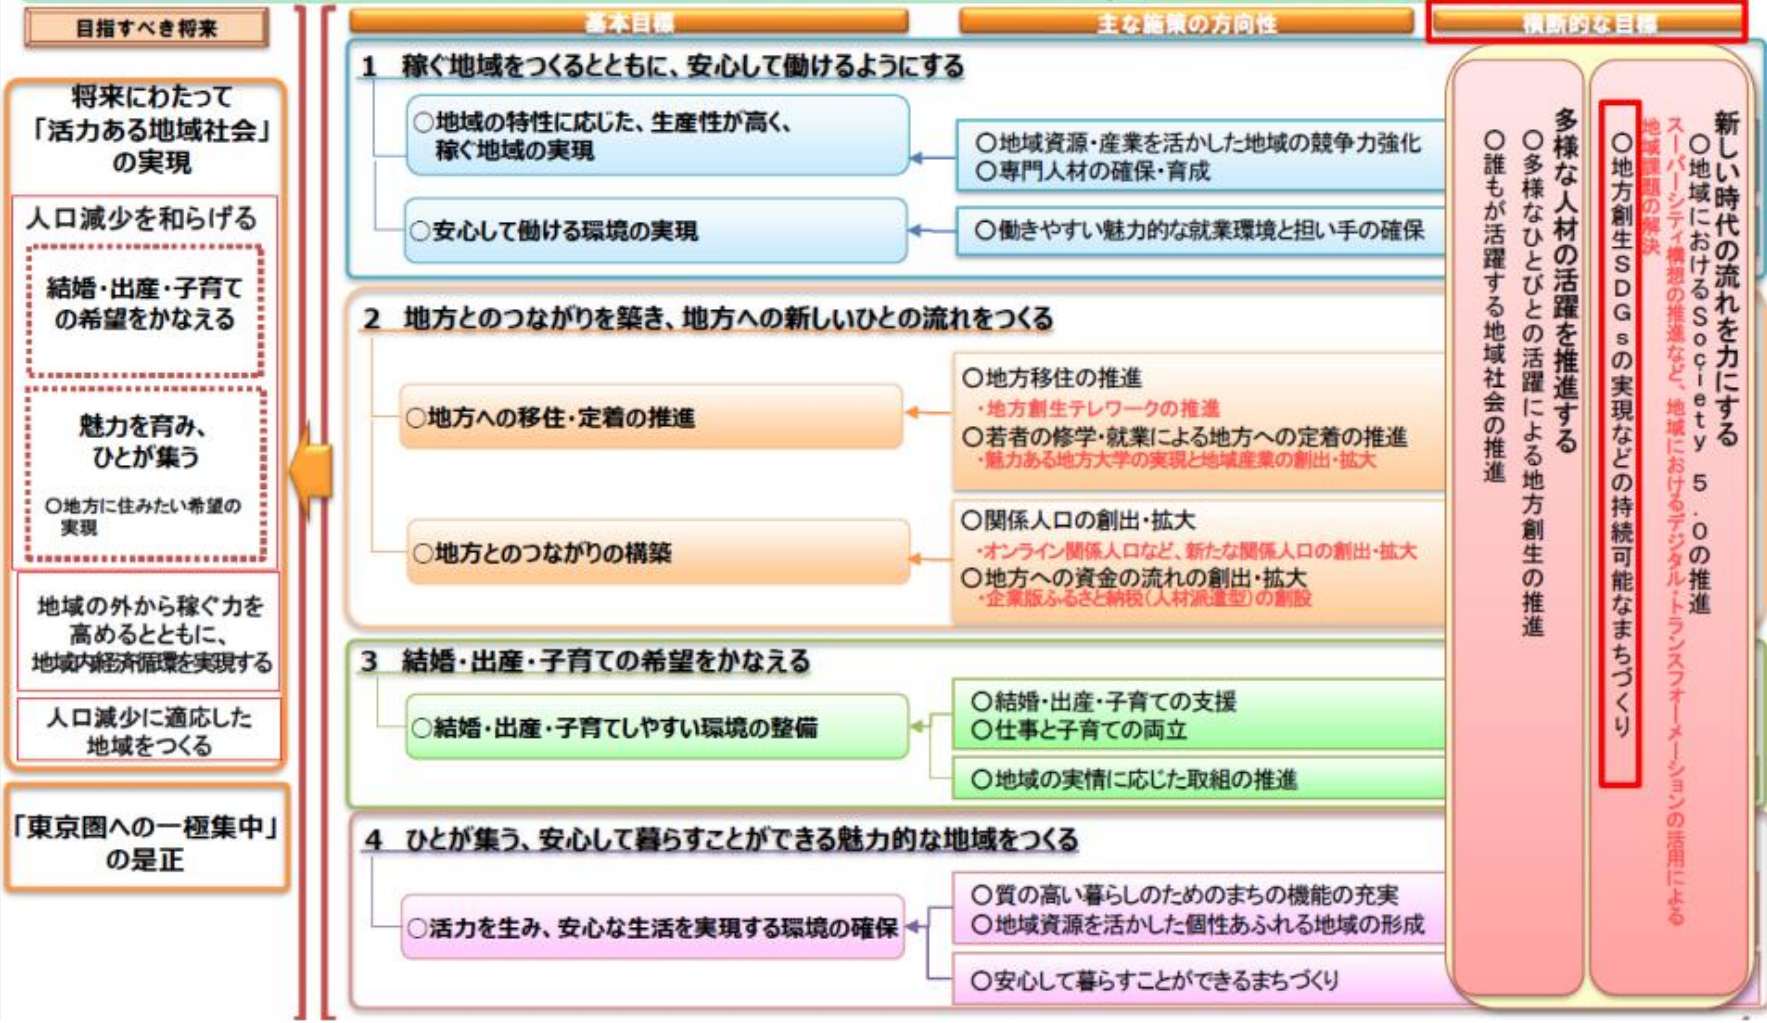 目指すべき将来
将来にわたって
「活力ある地域社会」
の実現
人口減少を和らげる
結婚・出産・子育て
の希望をかなえる
魅力を育み、
ひとが集う
○地方に住みたい希望の
実現
地域の外から稼ぐ力を
高めるとともに、
地域内経済循環を実現する
人口減少に適応した
地域をつくる
「東京圏への一極集中」
の是正
基本目標
主な施策の方向性
横断的な目標
1 稼ぐ地域をつくるとともに、安心して働けるようにする
○地域の特性に応じた、生産性が高く、
稼ぐ地域の実現
○地域資源・産業を活かした地域の競争力強化
○専門人材の確保・育成
○安心して働ける環境の実現
○働きやすい魅力的な就業環境と担い手の確保
2 地方とのつながりを築き、地方への新しいひとの流れをつくる
○地方への移住・定着の推進
○地方移住の推進
・地方創生テレワークの推進
○若者の修学・就業による地方への定着の推進
・魅力ある地方大学の実現と地域産業の創出・拡大
○地方とのつながりの構築
○関係人口の創出・拡大
・オンライン関係人口など、新たな関係人口の創出・拡大
○地方への資金の流れの創出・拡大
・企業版ふるさと納税(人材派遣型)の創設
3 結婚・出産・子育ての希望をかなえる
○結婚・出産・子育てしやすい環境の整備
○結婚・出産・子育ての支援
○仕事と子育ての両立
○地域の実情に応じた取組の推進
4 ひとが集う、安心して暮らすことができる魅力的な地域をつくる
○活力を生み、安心な生活を実現する環境の確保
○質の高い暮らしのためのまちの機能の充実
○地域資源を活かした個性あふれる地域の形成
○安心して暮らすことができるまちづくり
新しい時代の流れを力にする
○地域におけるSociety 5.0の推進
スーパーシティ構想の推進など、地域におけるデジタル・トランスフォーメーションの活用による
地域課題の解決
○地方創生SDGsの実現などの持続可能なまちづくり
多様な人材の活躍を推進する
○多様なひとびとの活躍による地方創生の推進
○誰もが活躍する地域社会の推進